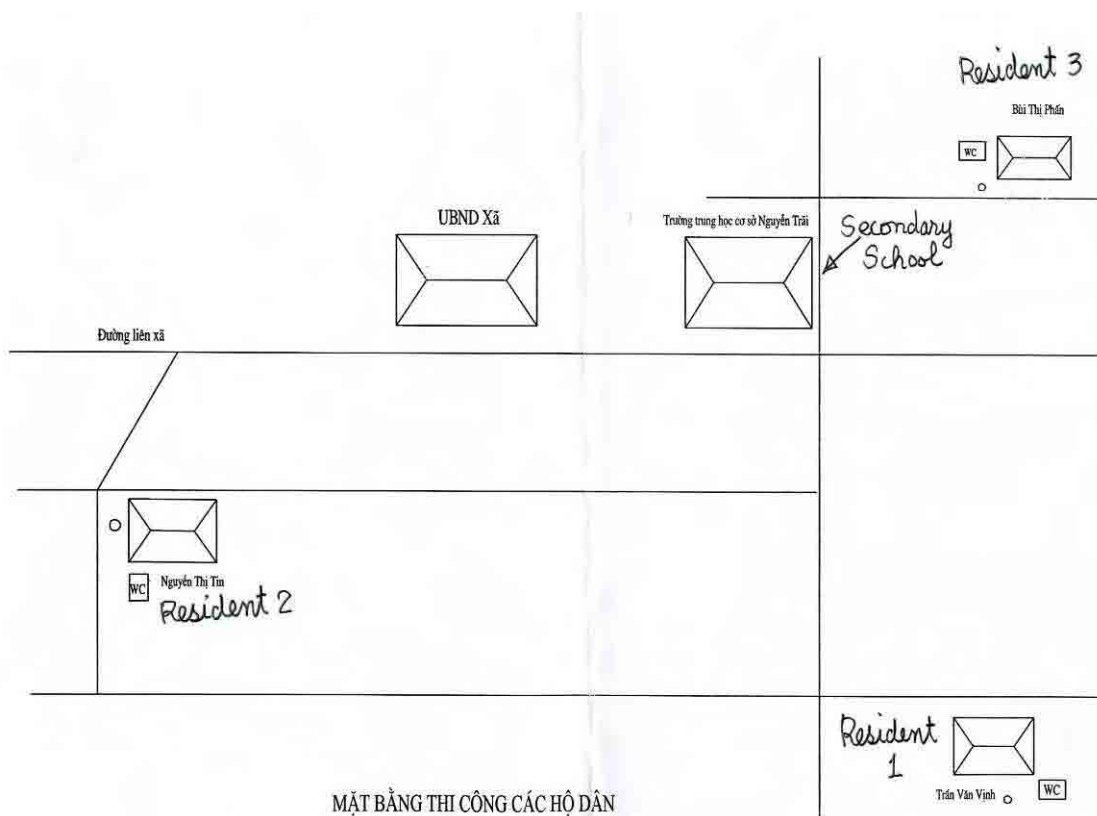 Resident 3
Bùi Thị Phấn
WC
UBND Xã
Trường trung học cơ sở Nguyễn Trãi
Secondary
School
Đường liên xã
WC
Nguyễn Thị Tin
Resident 2
Resident
1
Trần Văn Vịnh
WC
MẶT BẰNG THI CÔNG CÁC HỘ DÂN